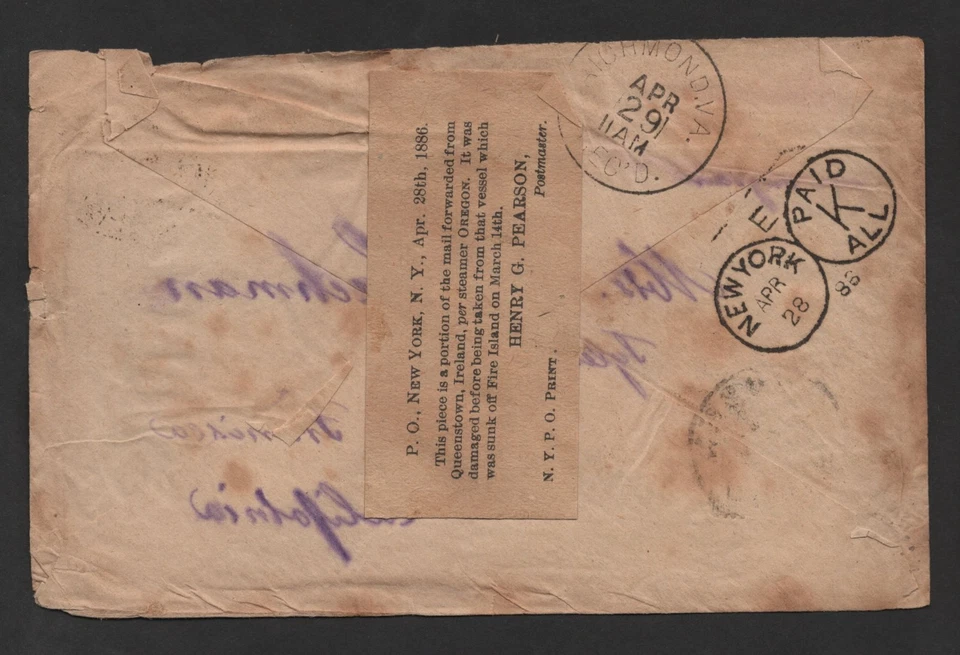 P. O., NEW YORK, N. Y., Apr. 28th, 1886.
This piece is a portion of the mail forwarded from
Queenstown, Ireland, per steamer OREGON. It was
damaged before being taken from that vessel which
was sunk off Fire Island on March 14th.
HENRY G. PEARSON,
Postmaster.
N. Y. P. O. PRINT.
RICHMOND. VA.
APR
29
11AM
REC'D.
PAID
K
ALL
E
NEW YORK
APR
28
86
Mr.
California